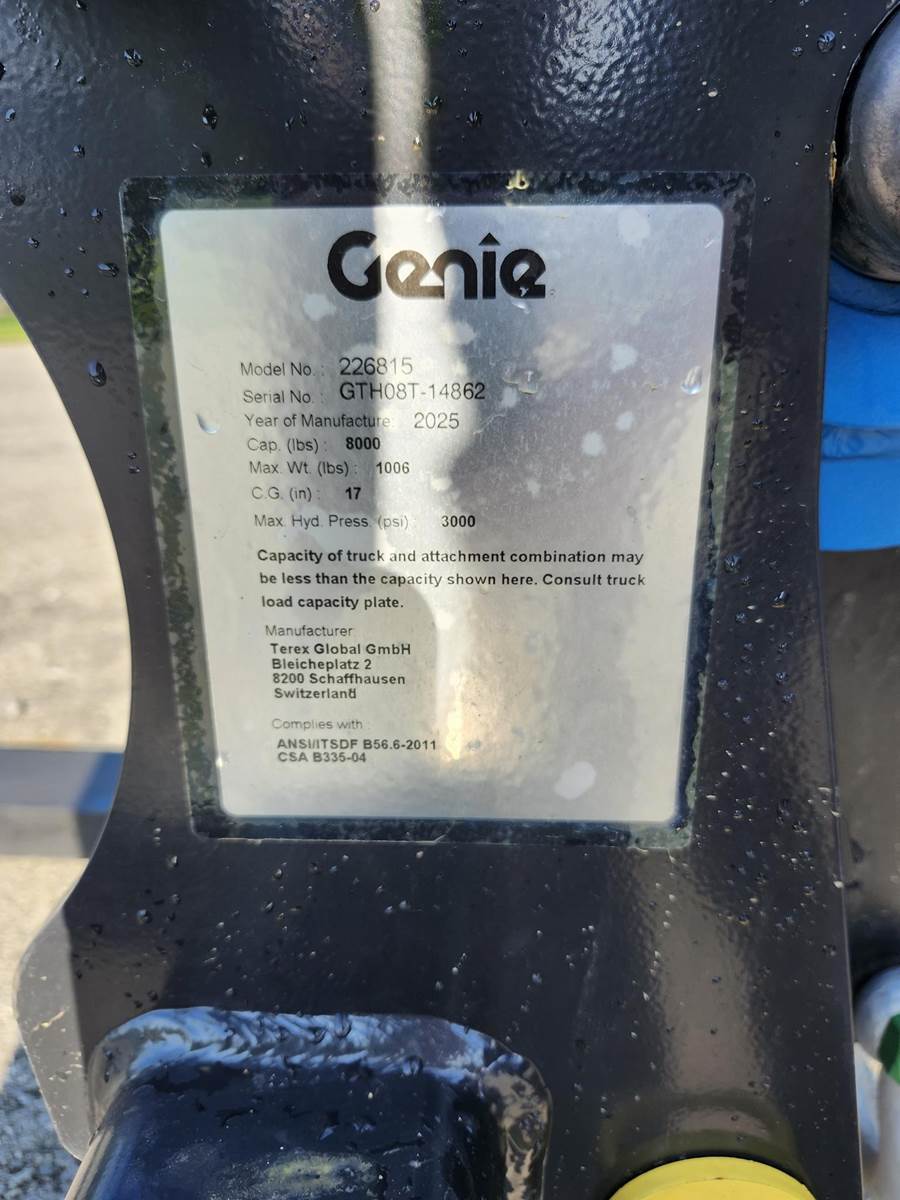 Genie
Model No. : 226815
Serial No. : GTH08T-14862
Year of Manufacture: 2025
Cap. (lbs) : 8000
Max. Wt. (lbs) : 1006
C.G. (in) : 17
Max. Hyd. Press. (psi) : 3000
Capacity of truck and attachment combination may
be less than the capacity shown here. Consult truck
load capacity plate.
Manufacturer:
Terex Global GmbH
Bleicheplatz 2
8200 Schaffhausen
Switzerland
Complies with :
ANSI/ITSDF B56.6-2011
CSA B335-04